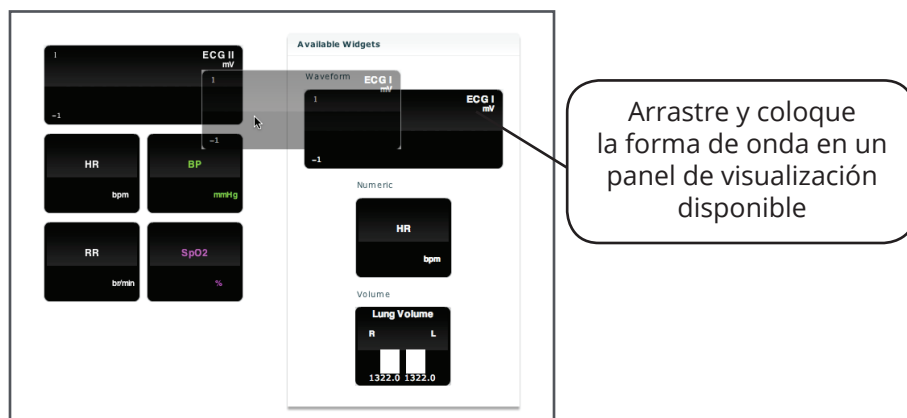 Available Widgets
1
ECG II
mV
-1
1
ECG I
mV
-1
Waveform
1
ECG I
mV
-1
HR
bpm
BP
mmHg
RR
br/min
SpO2
%
Numeric
HR
bpm
Volume
Lung Volume
R L
1322.0 1322.0
Arrastre y coloque
la forma de onda en un
panel de visualización
disponible